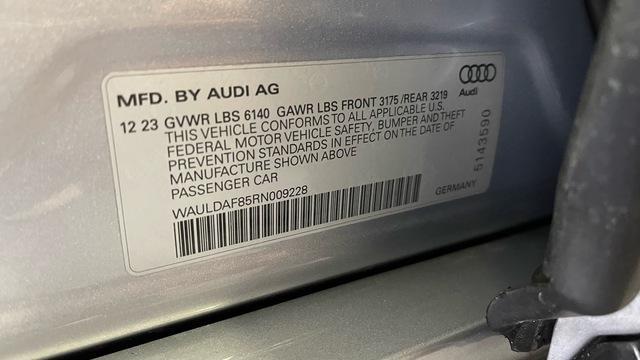 MFD. BY AUDI AG
Audi
12 23 GVWR LBS 6140 GAWR LBS FRONT 3175 /REAR 3219
THIS VEHICLE CONFORMS TO ALL APPLICABLE U.S.
FEDERAL MOTOR VEHICLE SAFETY, BUMPER AND THEFT
PREVENTION STANDARDS IN EFFECT ON THE DATE OF
MANUFACTURE SHOWN ABOVE
PASSENGER CAR
WAULDAF85RN009228
GERMANY
5143590